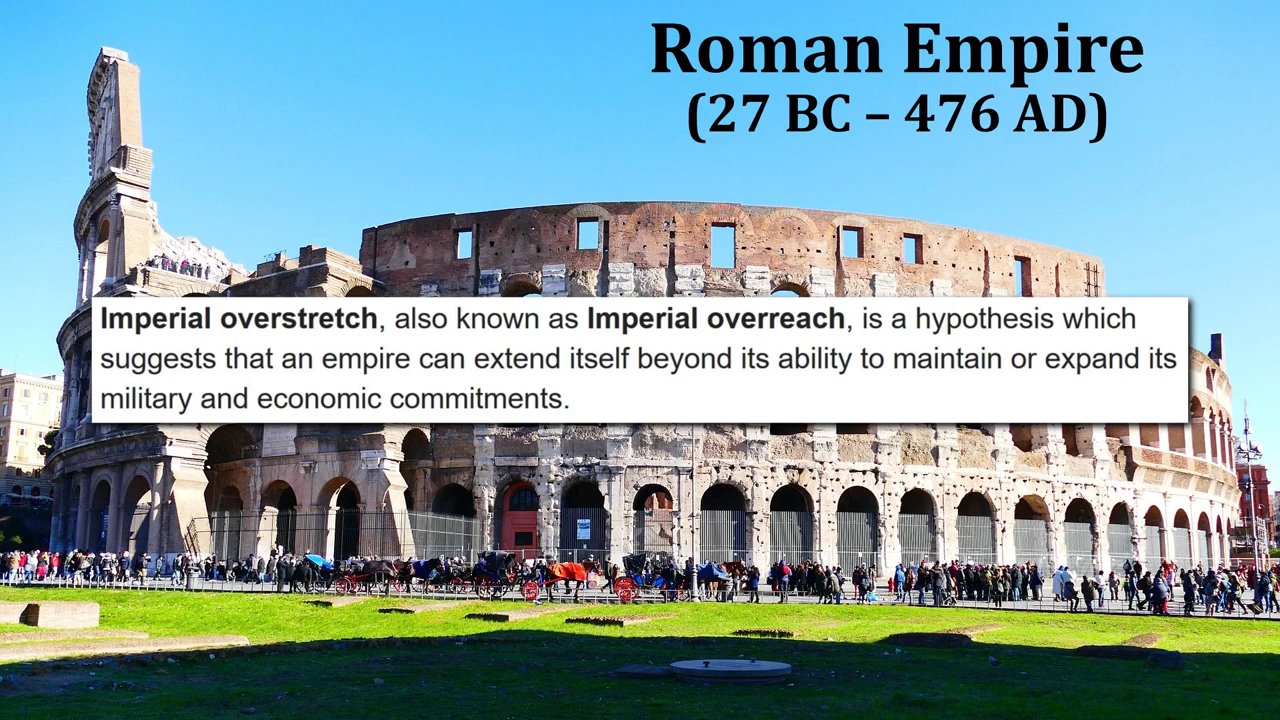 Roman Empire
(27 BC – 476 AD)
Imperial overstretch, also known as Imperial overreach, is a hypothesis which
suggests that an empire can extend itself beyond its ability to maintain or expand its
military and economic commitments.